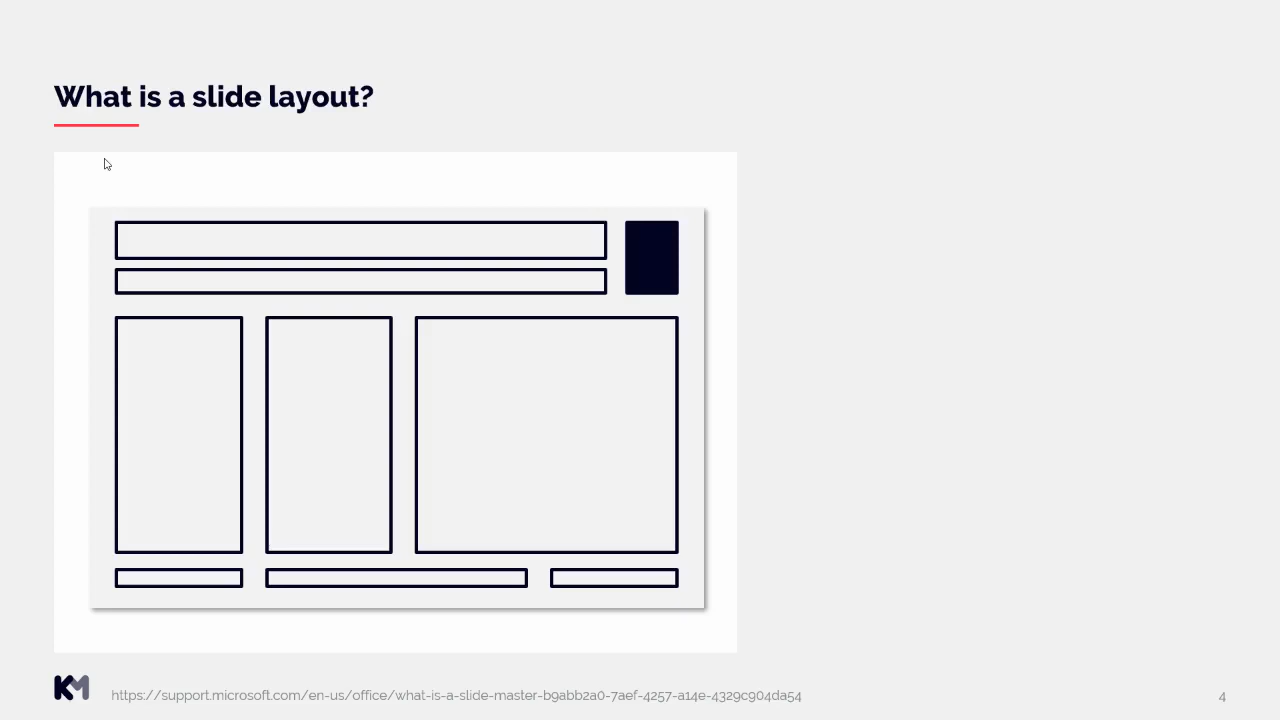 What is a slide layout?
KM
https://support.microsoft.com/en-us/office/what-is-a-slide-master-b9abb2a0-7aef-4257-a14e-4329c904da54
4